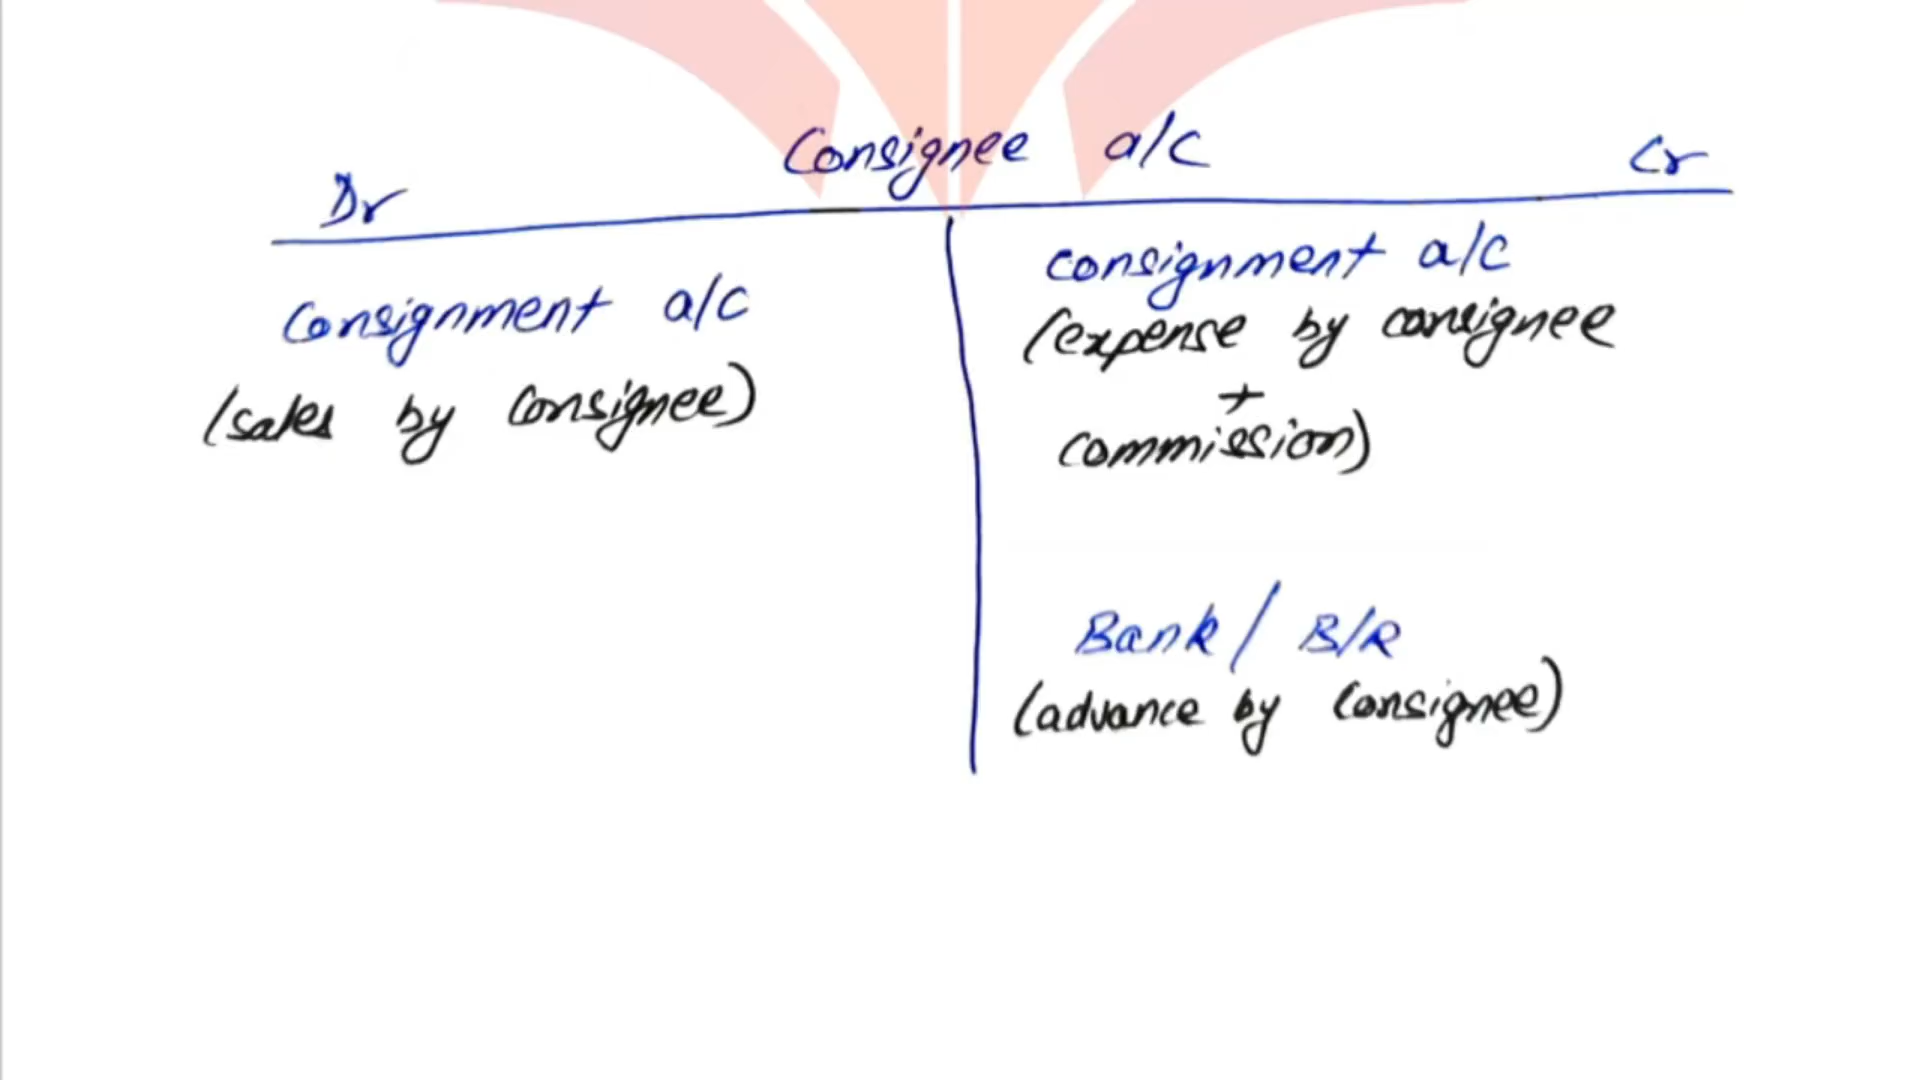 Consignee a/c
Dr
Cr
Consignment a/c
(sales by Consignee)
consignment a/c
(expense by consignee
+
commission)
Bank / B/R
(advance by Consignee)